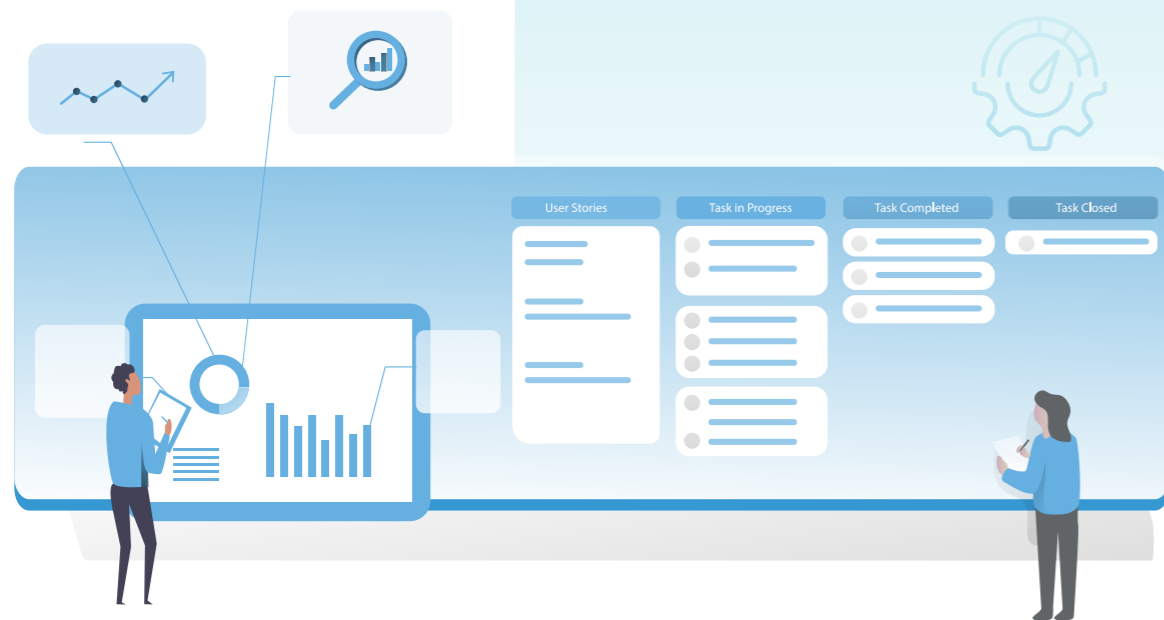 User Stories
Task in Progress
Task Completed
Task Closed